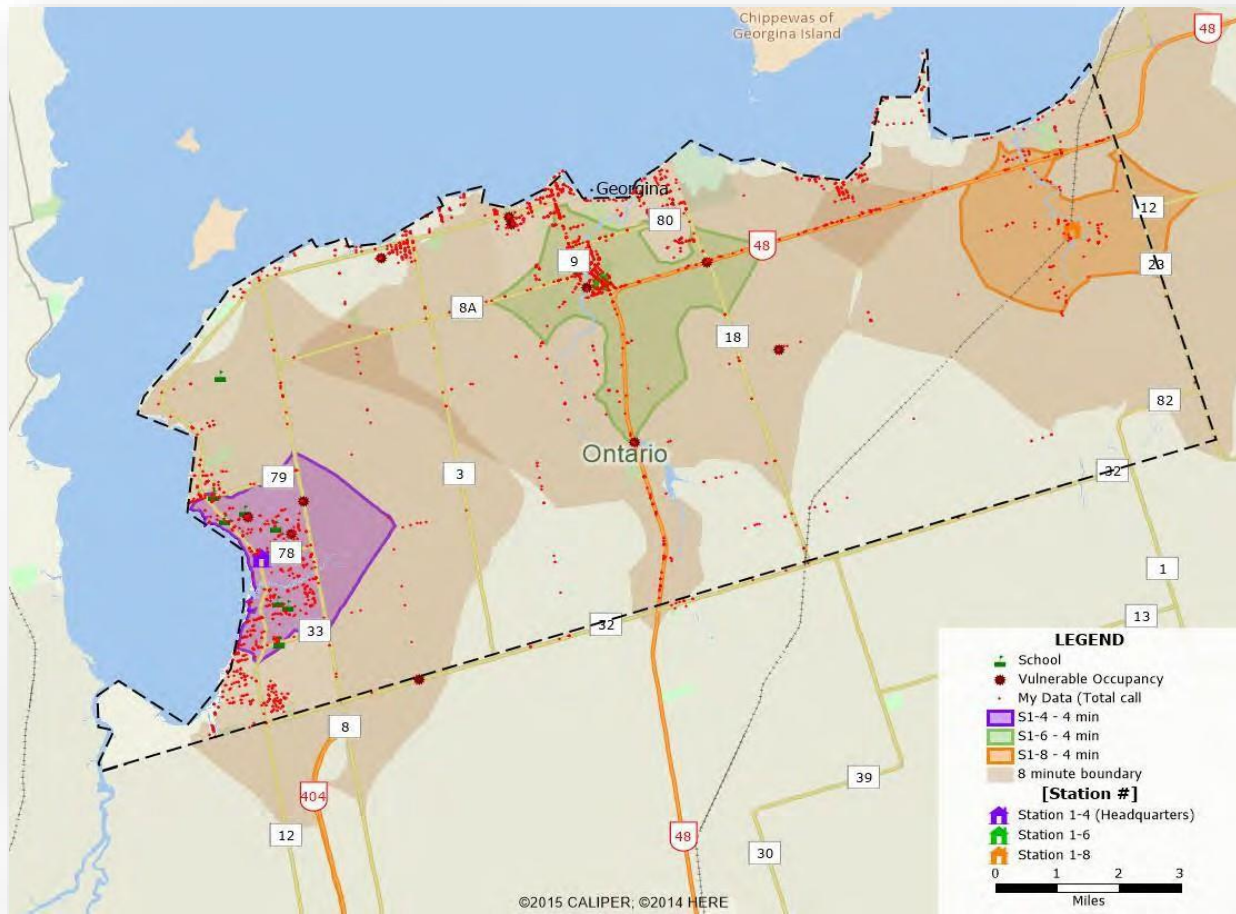 Chippewas of
Georgina Island
48
Georgina
80
12
9
48
23
8A
18
82
Ontario
79
3
32
78
1
33
32
13
8
39
404
12
48
30
LEGEND
School
Vulnerable Occupancy
My Data (Total call
S1-4 - 4 min
S1-6 - 4 min
S1-8 - 4 min
8 minute boundary
[Station #]
Station 1-4 (Headquarters)
Station 1-6
Station 1-8
0 1 2 3
Miles
©2015 CALIPER; ©2014 HERE